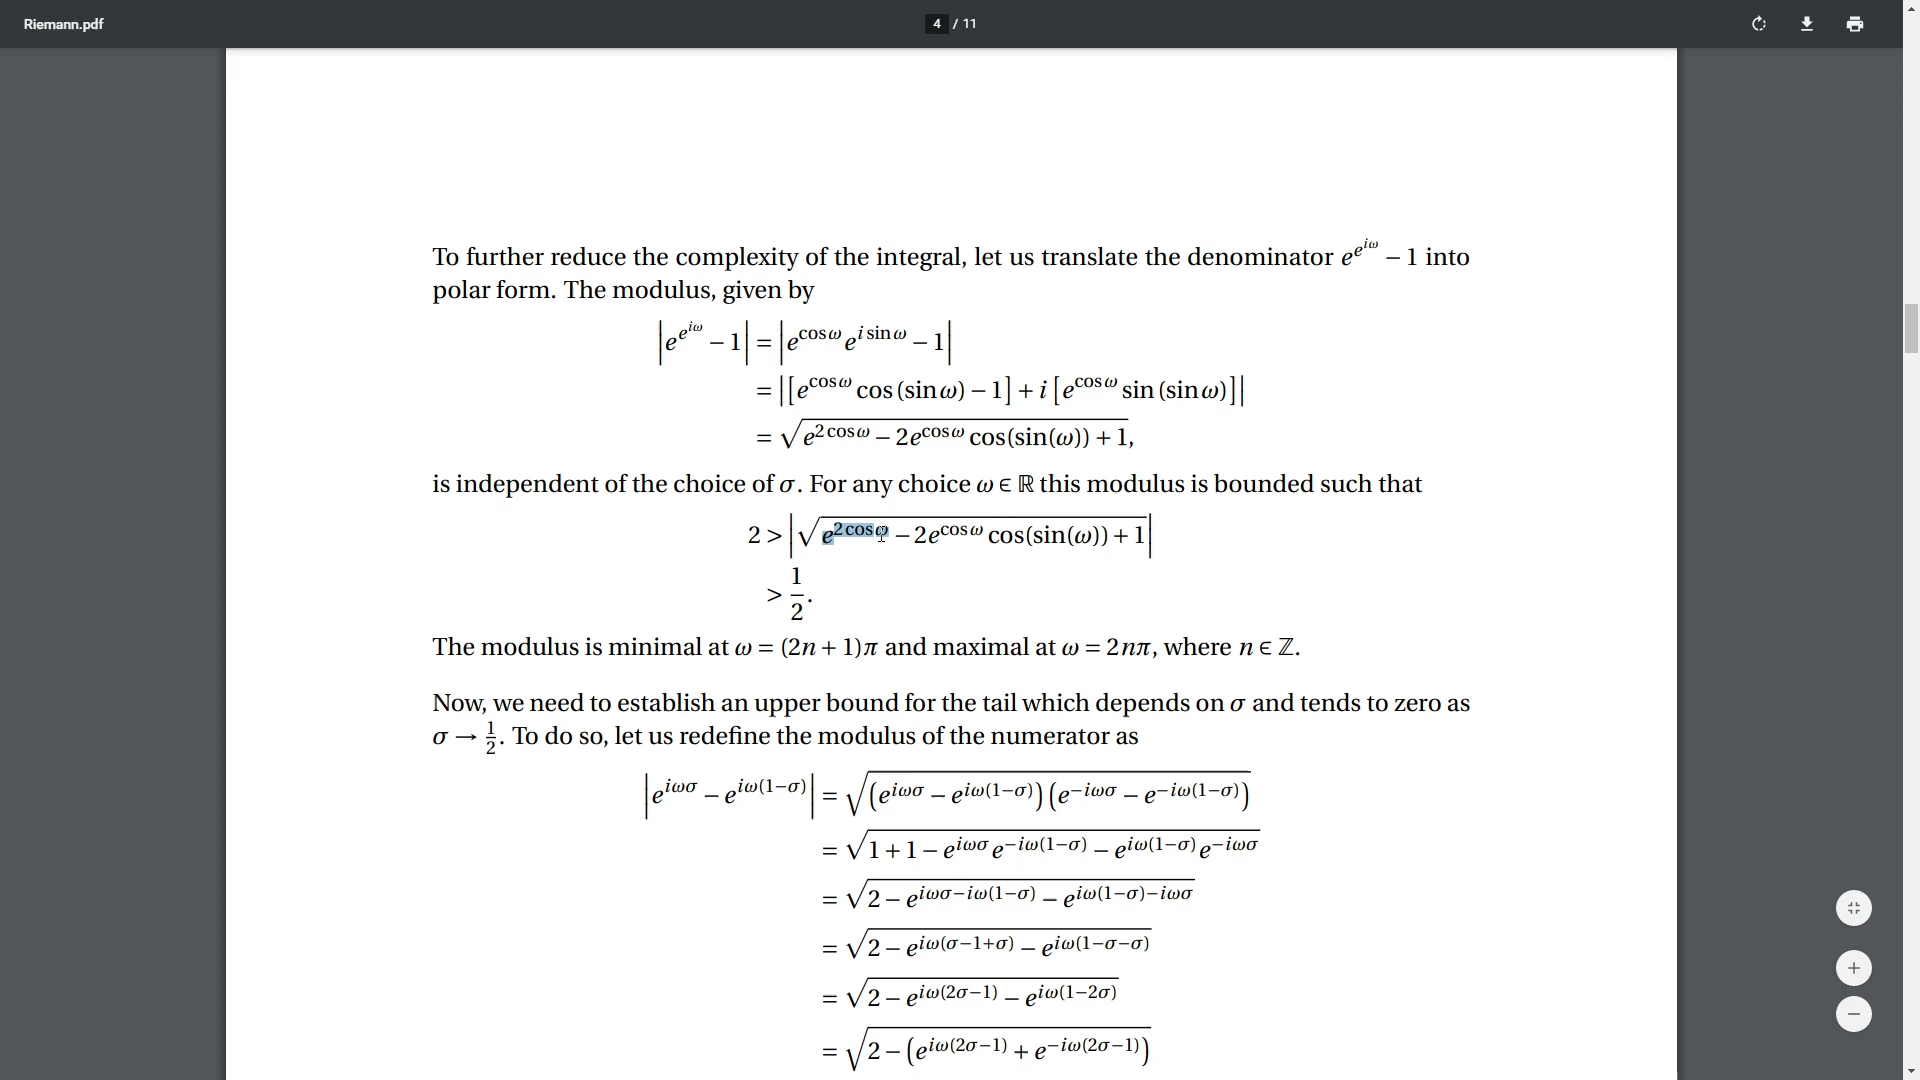 Riemann.pdf
4 / 11
To further reduce the complexity of the integral, let us translate the denominator e^{e^{iω}} − 1 into
polar form. The modulus, given by
|e^{e^{iω}} − 1| = |e^{cos ω} e^{i sin ω} − 1|
= |[e^{cos ω} cos (sin ω) − 1] + i [e^{cos ω} sin (sin ω)]|
= √(e^{2 cos ω} − 2e^{cos ω} cos(sin(ω)) + 1),
is independent of the choice of σ. For any choice ω ∈ ℝ this modulus is bounded such that
2 > |√(e^{2 cos ω} − 2e^{cos ω} cos(sin(ω)) + 1)|
> 1/2.
The modulus is minimal at ω = (2n + 1)π and maximal at ω = 2nπ, where n ∈ ℤ.
Now, we need to establish an upper bound for the tail which depends on σ and tends to zero as
σ → 1/2. To do so, let us redefine the modulus of the numerator as
|e^{iωσ} − e^{iω(1−σ)}| = √((e^{iωσ} − e^{iω(1−σ)}) (e^{−iωσ} − e^{−iω(1−σ)}))
= √(1 + 1 − e^{iωσ} e^{−iω(1−σ)} − e^{iω(1−σ)} e^{−iωσ})
= √(2 − e^{iωσ−iω(1−σ)} − e^{iω(1−σ)−iωσ})
= √(2 − e^{iω(σ−1+σ)} − e^{iω(1−σ−σ)})
= √(2 − e^{iω(2σ−1)} − e^{iω(1−2σ)})
= √(2 − (e^{iω(2σ−1)} + e^{−iω(2σ−1)}))